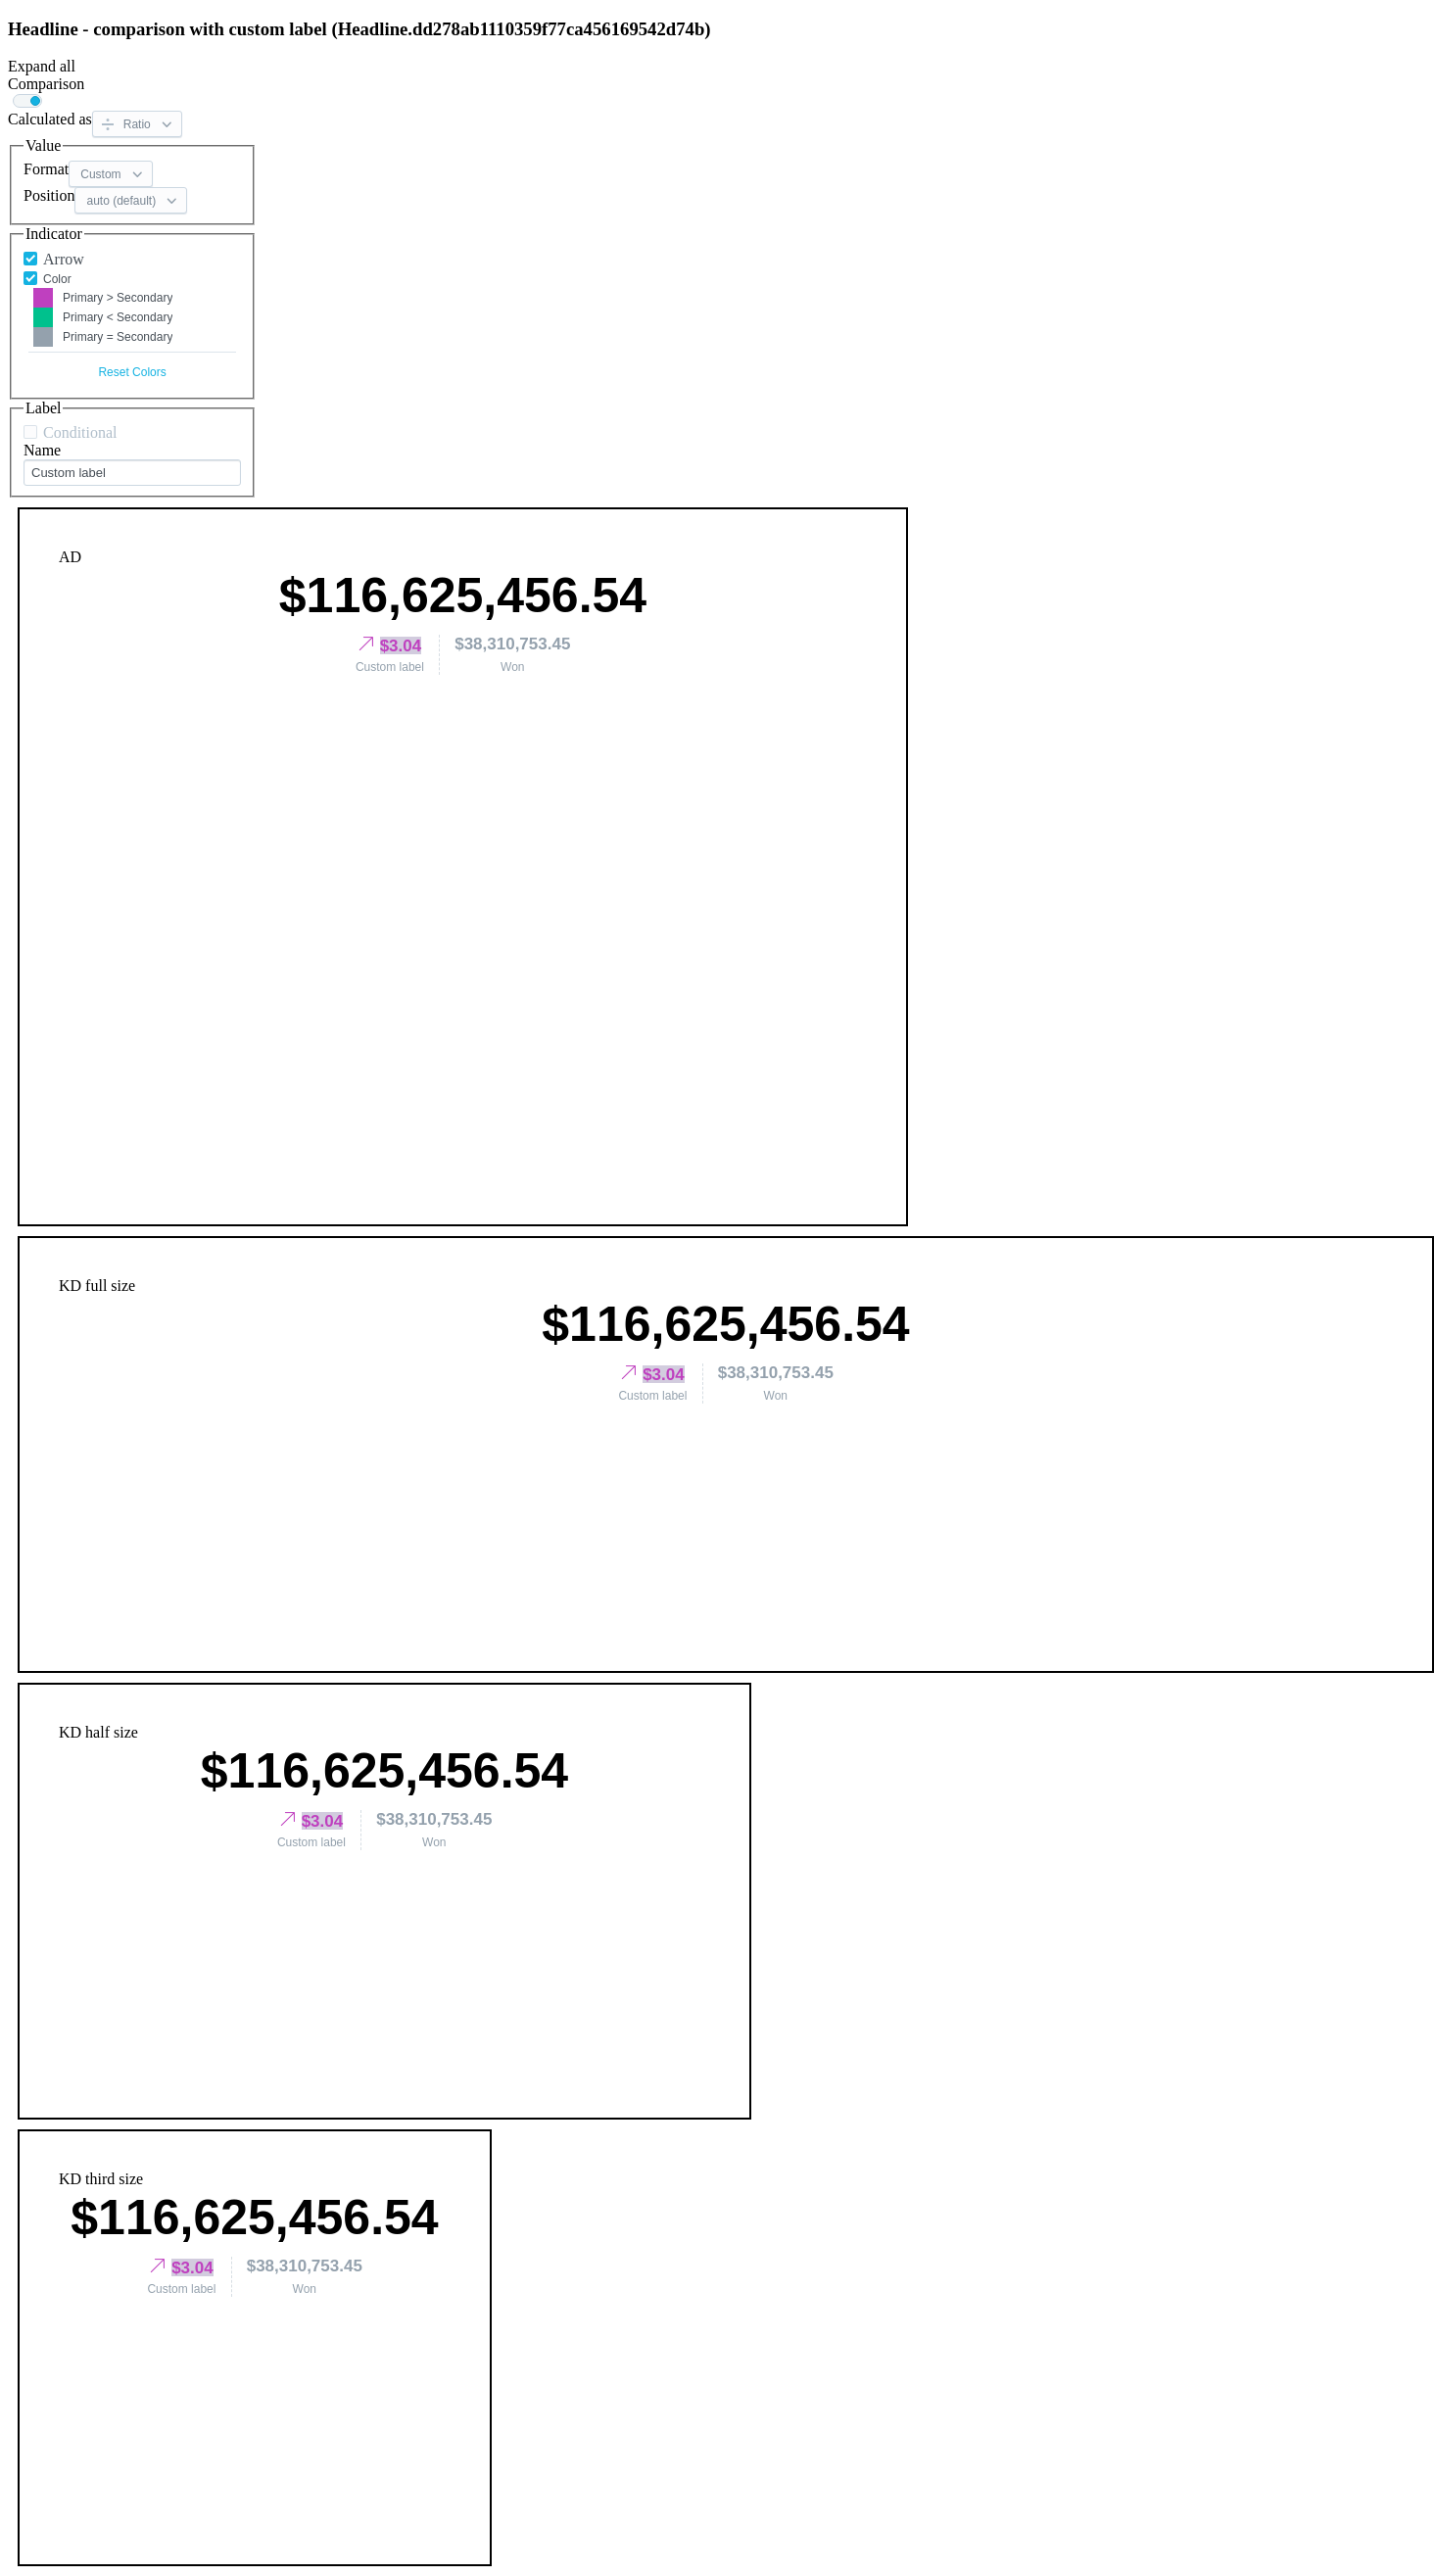 Headline - comparison with custom label (Headline.dd278ab1110359f77ca456169542d74b)
Expand all
Comparison
Calculated as Ratio
Value
Format Custom
Position auto (default)
Indicator
Arrow
Color
Primary > Secondary
Primary < Secondary
Primary = Secondary
Reset Colors
Label
Conditional
Name
Custom label
AD
$116,625,456.54
$3.04 $38,310,753.45
Custom label Won
KD full size
$116,625,456.54
$3.04 $38,310,753.45
Custom label Won
KD half size
$116,625,456.54
$3.04 $38,310,753.45
Custom label Won
KD third size
$116,625,456.54
$3.04 $38,310,753.45
Custom label Won